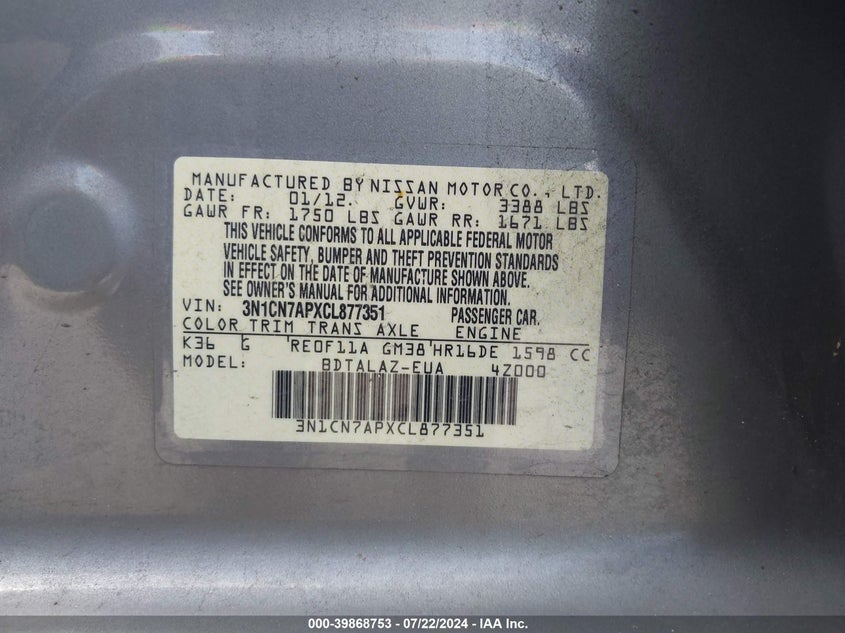 MANUFACTURED BY NISSAN MOTOR CO., LTD.
DATE: 01/12. GVWR: 3388 LBS
GAWR FR: 1750 LBS GAWR RR: 1671 LBS
THIS VEHICLE CONFORMS TO ALL APPLICABLE FEDERAL MOTOR
VEHICLE SAFETY, BUMPER AND THEFT PREVENTION STANDARDS
IN EFFECT ON THE DATE OF MANUFACTURE SHOWN ABOVE.
SEE OWNER'S MANUAL FOR ADDITIONAL INFORMATION.
VIN: 3N1CN7APXCL877351 PASSENGER CAR.
COLOR TRIM TRANS AXLE ENGINE
K36 G RE0F11A GM38 HR16DE 1598 CC
MODEL: BDTALAZ-EUA 4Z000
3N1CN7APXCL877351
000-39868753 - 07/22/2024 - IAA Inc.